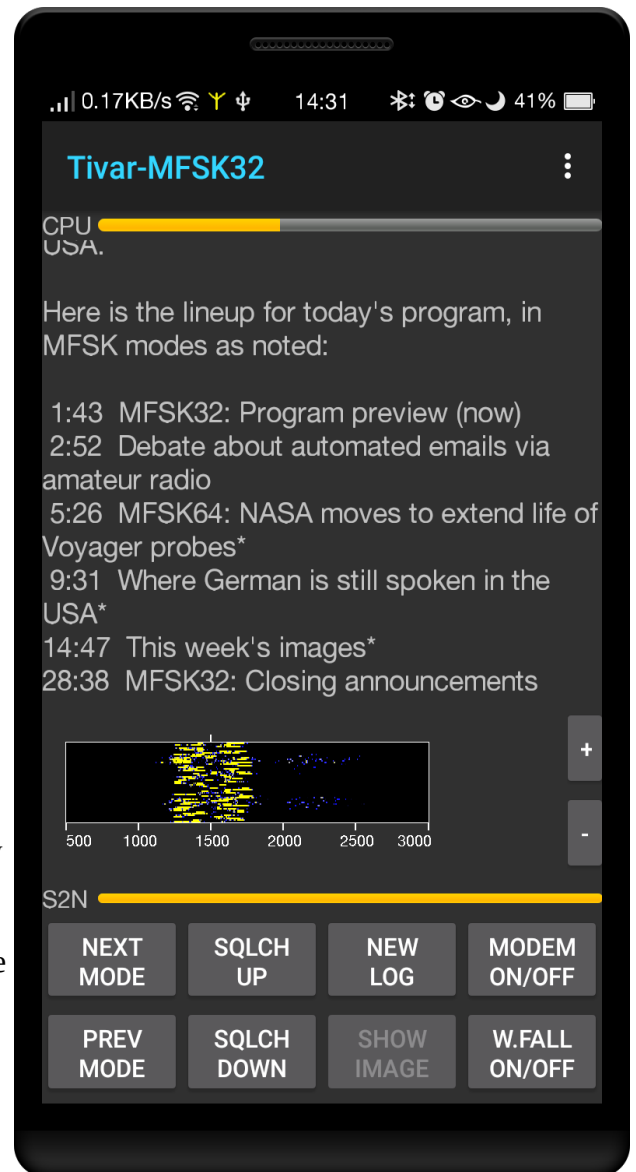 0.17KB/s 14:31 41%
Tivar-MFSK32
CPU
USA.
Here is the lineup for today's program, in
MFSK modes as noted:
1:43 MFSK32: Program preview (now)
2:52 Debate about automated emails via
amateur radio
5:26 MFSK64: NASA moves to extend life of
Voyager probes*
9:31 Where German is still spoken in the
USA*
14:47 This week's images*
28:38 MFSK32: Closing announcements
+
500 1000 1500 2000 2500 3000
-
S2N
NEXT
MODE
SQLCH
UP
NEW
LOG
MODEM
ON/OFF
PREV
MODE
SQLCH
DOWN
SHOW
IMAGE
W.FALL
ON/OFF